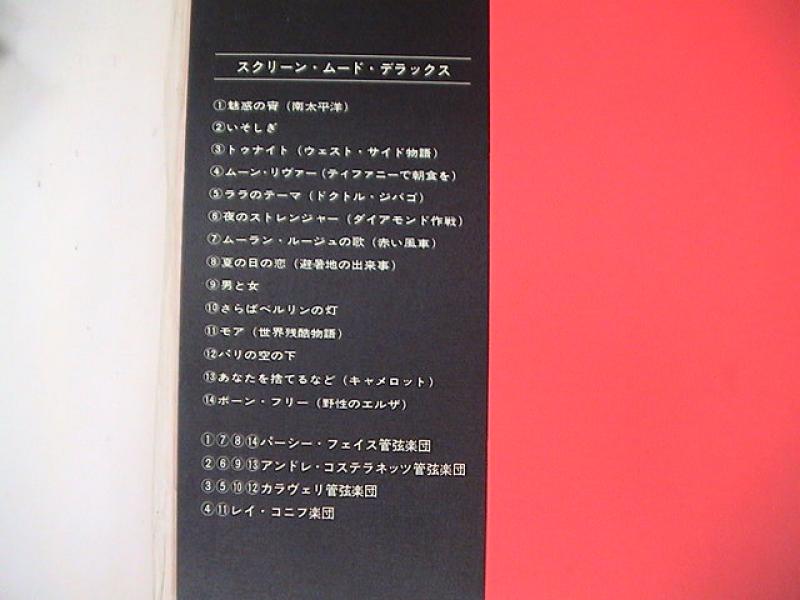 スクリーン・ムード・デラックス
①魅惑の宵（南太平洋）
②いそしぎ
③トゥナイト（ウェスト・サイド物語）
④ムーン・リヴァー（ティファニーで朝食を）
⑤ララのテーマ（ドクトル・ジバゴ）
⑥夜のストレンジャー（ダイアモンド作戦）
⑦ムーラン・ルージュの歌（赤い風車）
⑧夏の日の恋（避暑地の出来事）
⑨男と女
⑩さらばベルリンの灯
⑪モア（世界残酷物語）
⑫パリの空の下
⑬あなたを捨てるなど（キャメロット）
⑭ボーン・フリー（野性のエルザ）
①⑦⑧⑭パーシー・フェイス管弦楽団
②⑥⑨⑬アンドレ・コステラネッツ管弦楽団
③⑤⑩⑫カラヴェリ管弦楽団
④⑪レイ・コニフ楽団